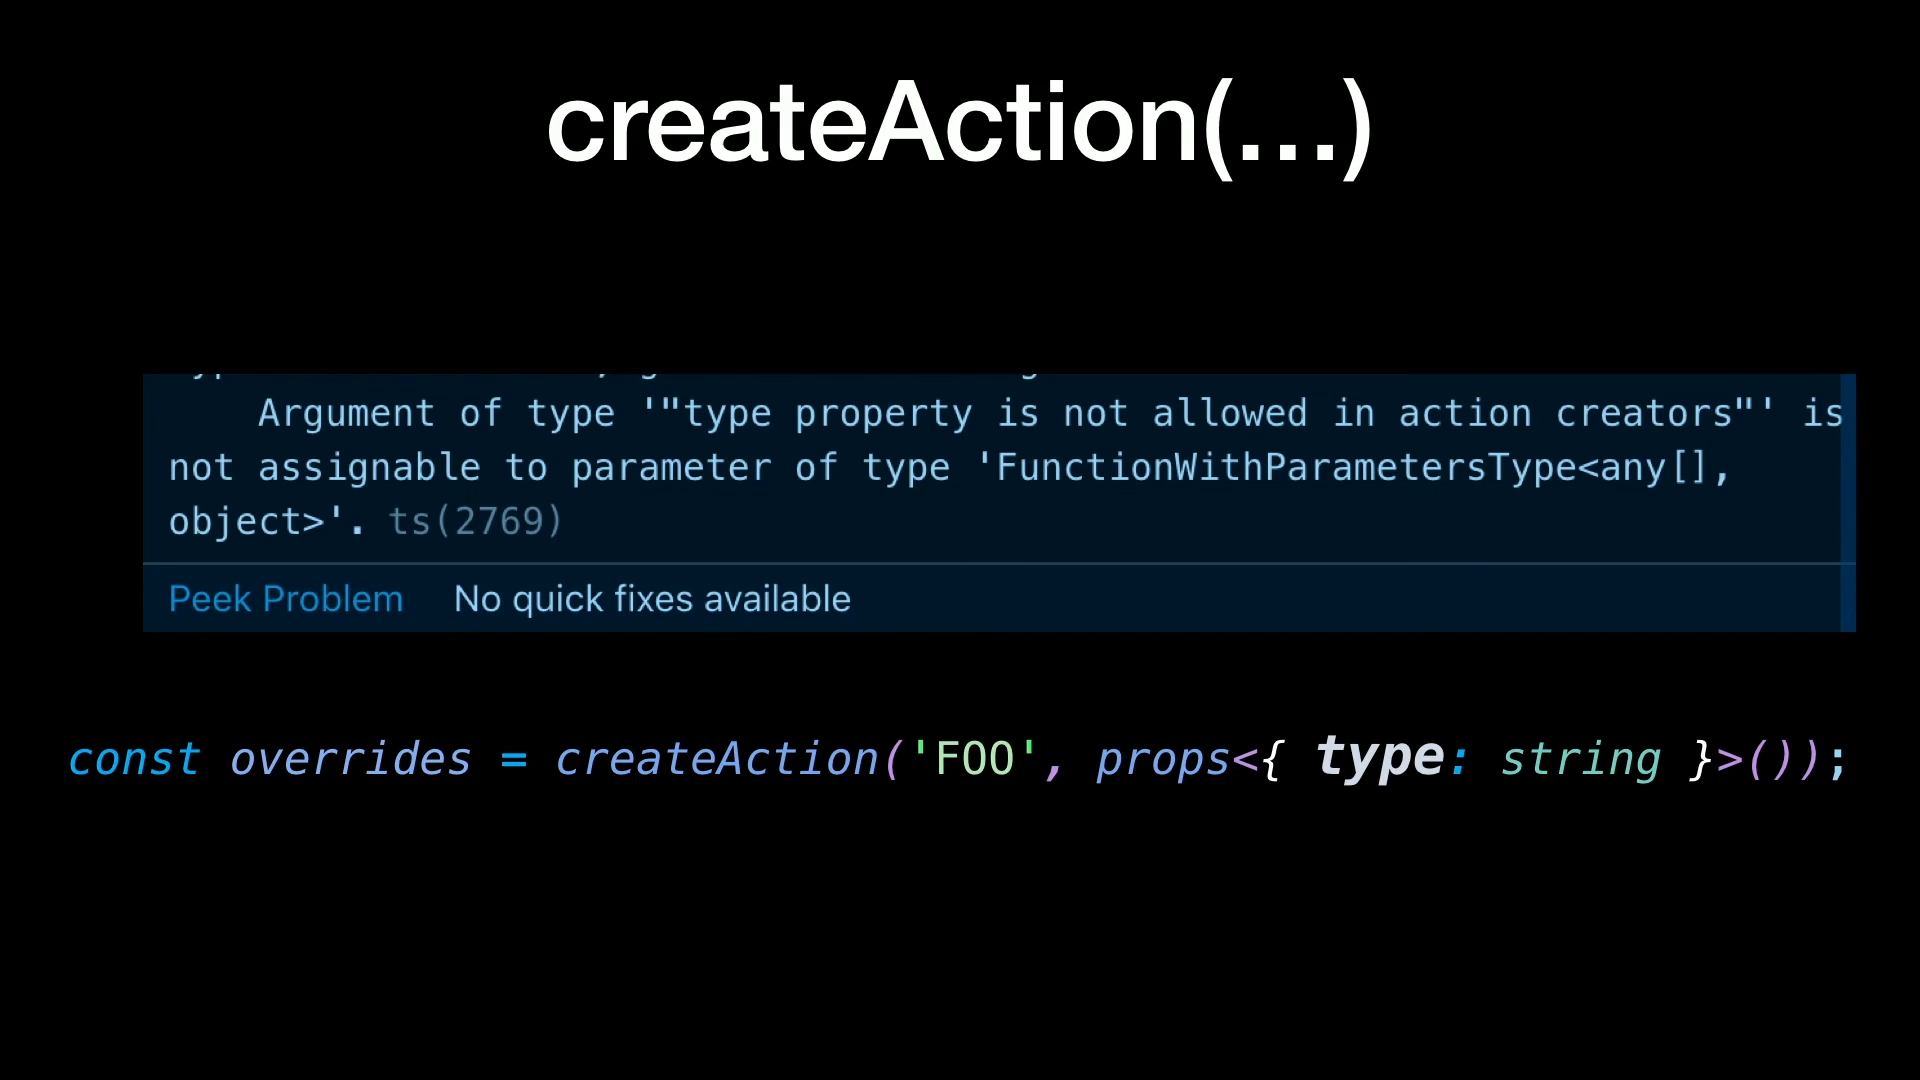 createAction(...)
Argument of type '"type property is not allowed in action creators"' is
not assignable to parameter of type 'FunctionWithParametersType<any[],
object>'. ts(2769)
Peek Problem No quick fixes available
const overrides = createAction('FOO', props<{ type: string }>());